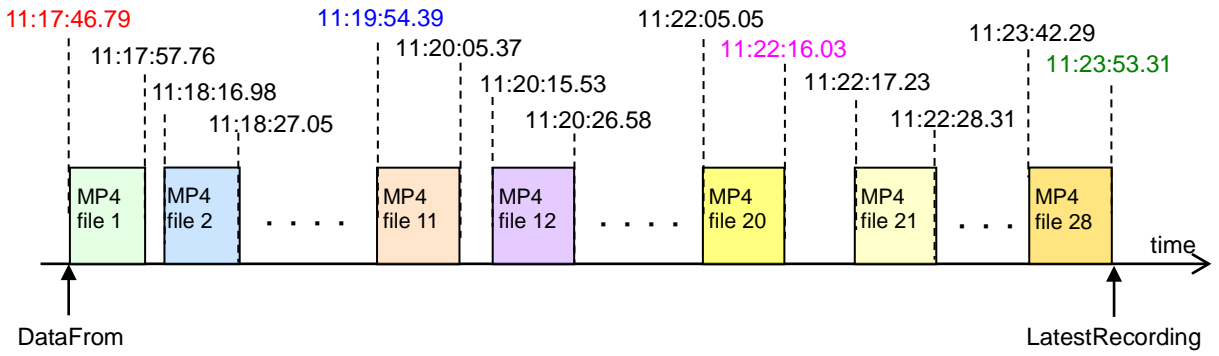 11:17:46.79
11:17:57.76
11:18:16.98
11:18:27.05
11:19:54.39
11:20:05.37
11:20:15.53
11:20:26.58
11:22:05.05
11:22:16.03
11:22:17.23
11:22:28.31
11:23:42.29
11:23:53.31
MP4
file 1
MP4
file 2
. . . .
MP4
file 11
MP4
file 12
. . . .
MP4
file 20
MP4
file 21
. . .
MP4
file 28
time
DataFrom
LatestRecording